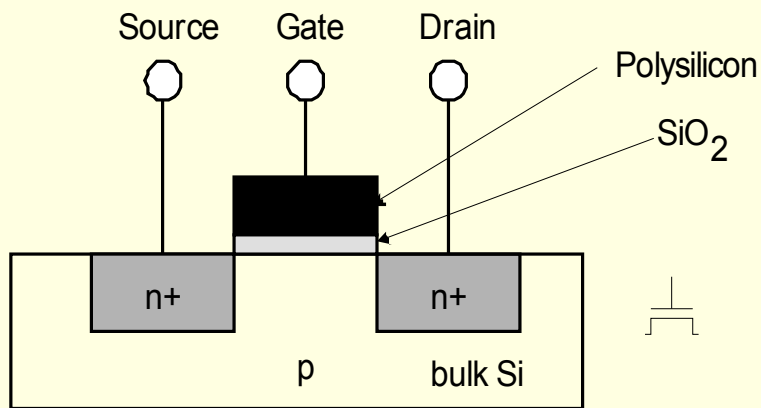 Source Gate Drain
Polysilicon
SiO2
n+ n+
p bulk Si